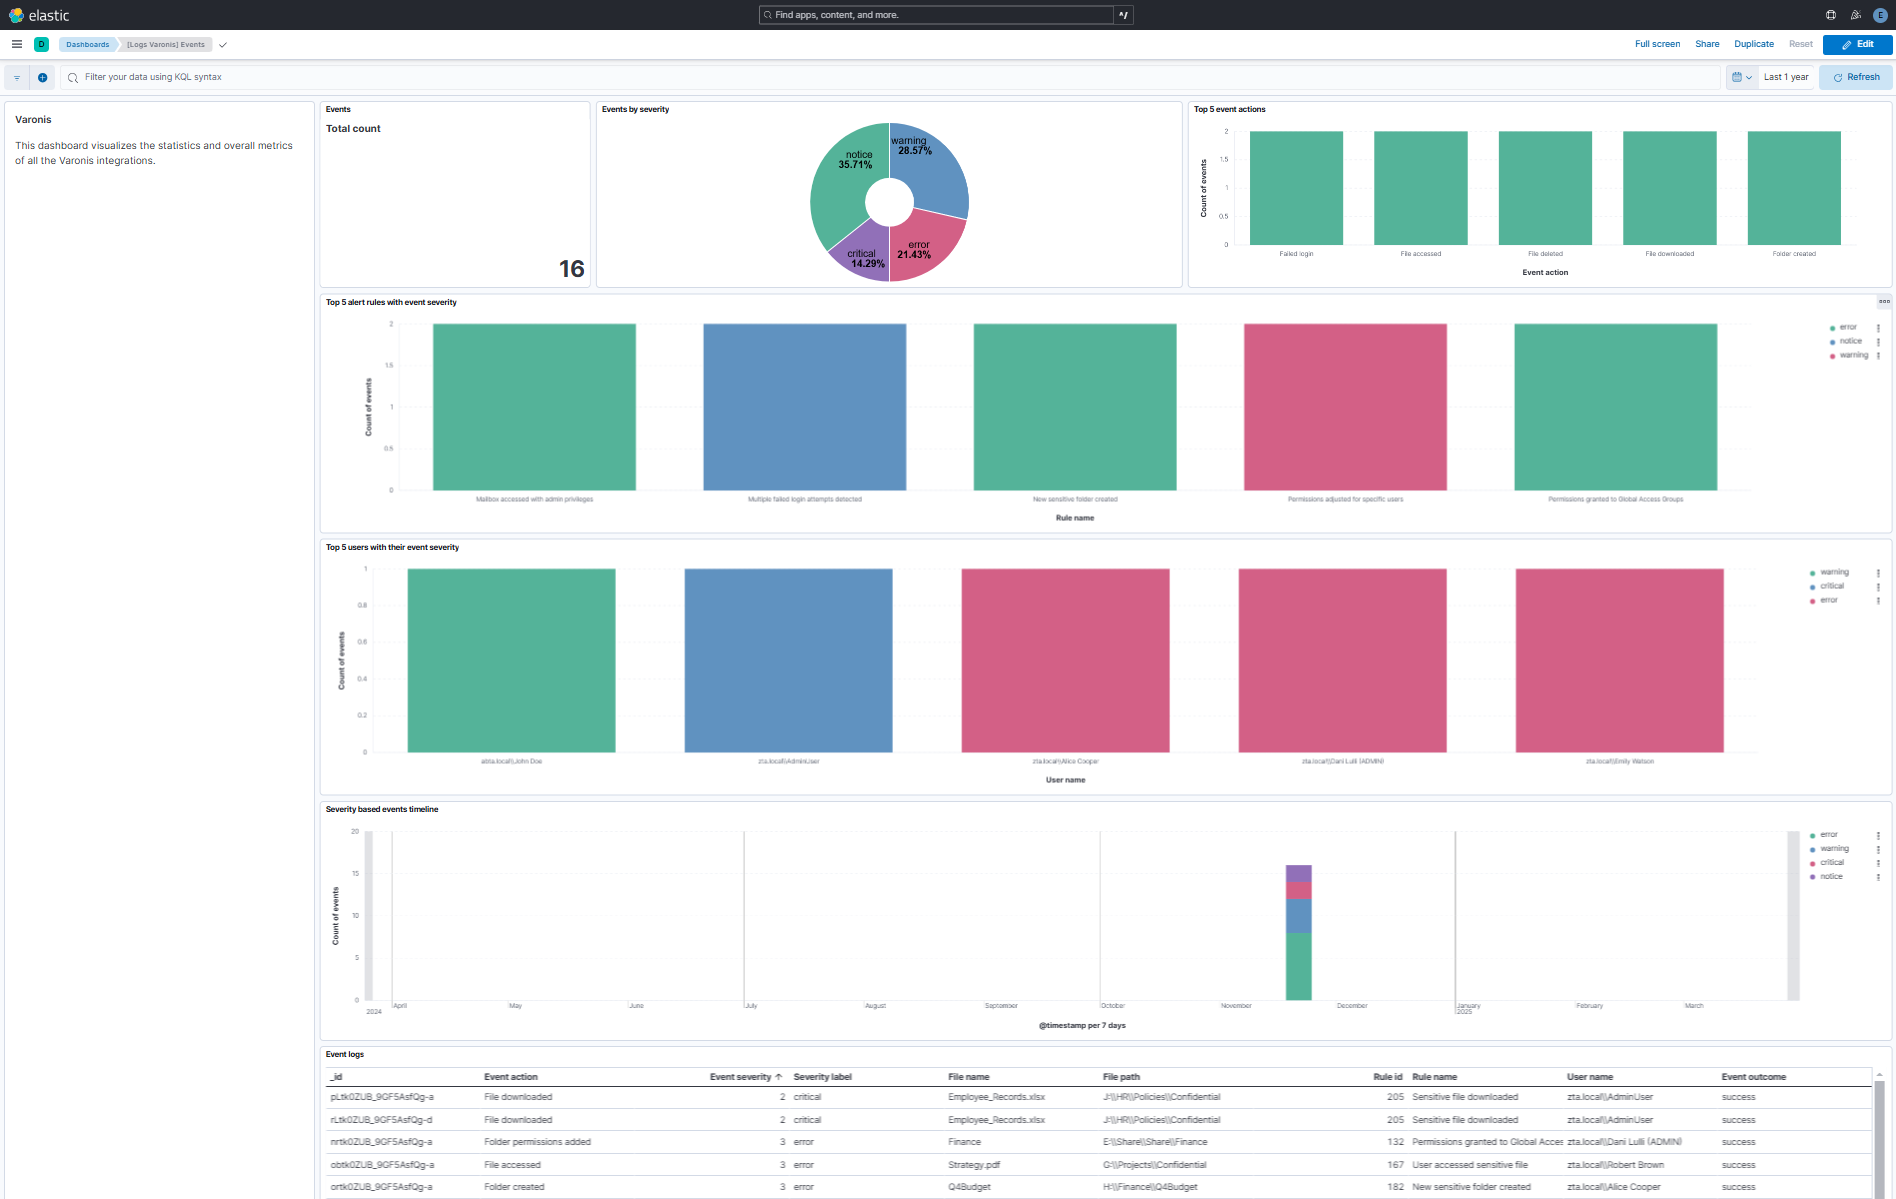 elastic
Find apps, content, and more.
^/
E
D
Dashboards
[Logs Varonis] Events
Full screen
Share
Duplicate
Reset
Edit
Filter your data using KQL syntax
Last 1 year
Refresh
Varonis
This dashboard visualizes the statistics and overall metrics
of all the Varonis integrations.
Events
Total count
16
Events by severity
warning
28.57%
notice
35.71%
error
21.43%
critical
14.29%
Top 5 event actions
Count of events
2
1.5
1
0.5
0
Failed login
File accessed
File deleted
File downloaded
Folder created
Event action
Top 5 alert rules with event severity
Count of events
2
1.5
1
0.5
0
Mailbox accessed with admin privileges
Multiple failed login attempts detected
New sensitive folder created
Permissions adjusted for specific users
Permissions granted to Global Access Groups
Rule name
error
notice
warning
Top 5 users with their event severity
Count of events
1
0.8
0.6
0.4
0.2
0
abta.local\\John Doe
zta.local\\AdminUser
zta.local\\Alice Cooper
zta.local\\Dani Lulli (ADMIN)
zta.local\\Emily Watson
User name
warning
critical
error
Severity based events timeline
Count of events
20
15
10
5
0
April
2024
May
June
July
August
September
October
November
December
January
2025
February
March
@timestamp per 7 days
error
warning
critical
notice
Event logs
_id Event action Event severity ↑ Severity label File name File path Rule id Rule name User name Event outcome
pLtk0ZUB_9GF5AsfQg-a File downloaded 2 critical Employee_Records.xlsx J:\\HR\\Policies\\Confidential 205 Sensitive file downloaded zta.local\\AdminUser success
rLtk0ZUB_9GF5AsfQg-d File downloaded 2 critical Employee_Records.xlsx J:\\HR\\Policies\\Confidential 205 Sensitive file downloaded zta.local\\AdminUser success
nrtk0ZUB_9GF5AsfQg-a Folder permissions added 3 error Finance E:\\Share\\Share\\Finance 132 Permissions granted to Global Acces zta.local\\Dani Lulli (ADMIN) success
obtk0ZUB_9GF5AsfQg-a File accessed 3 error Strategy.pdf G:\\Projects\\Confidential 167 User accessed sensitive file zta.local\\Robert Brown success
ortk0ZUB_9GF5AsfQg-a Folder created 3 error Q4Budget H:\\Finance\\Q4Budget 182 New sensitive folder created zta.local\\Alice Cooper success